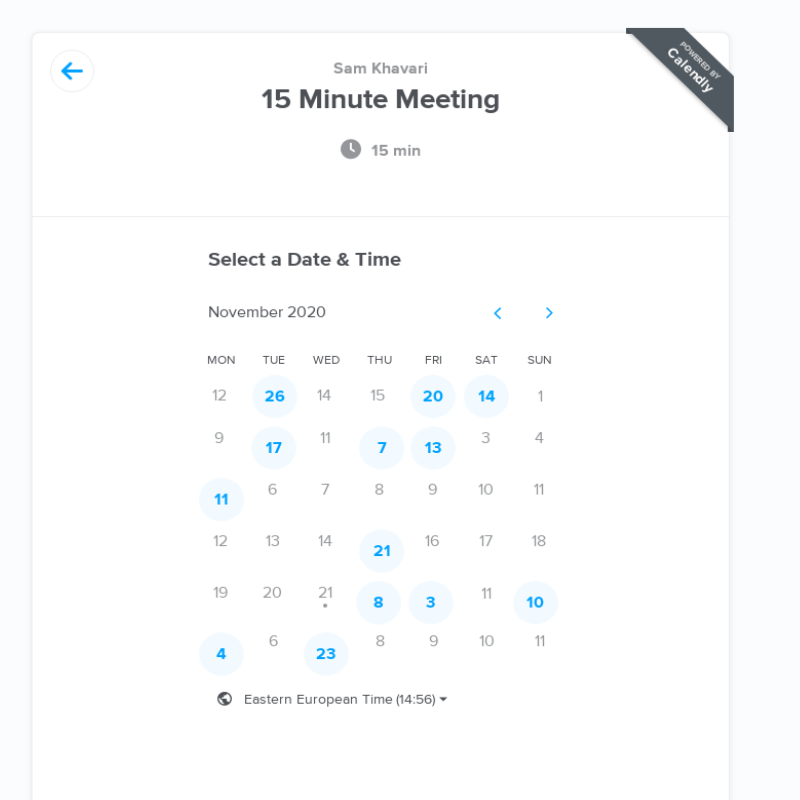 POWERED BY
Calendly
Sam Khavari
15 Minute Meeting
15 min
Select a Date & Time
November 2020
MON TUE WED THU FRI SAT SUN
12 26 14 15 20 14 1
9 17 11 7 13 3 4
11 6 7 8 9 10 11
12 13 14 21 16 17 18
19 20 21 8 3 11 10
4 6 23 8 9 10 11
Eastern European Time (14:56)